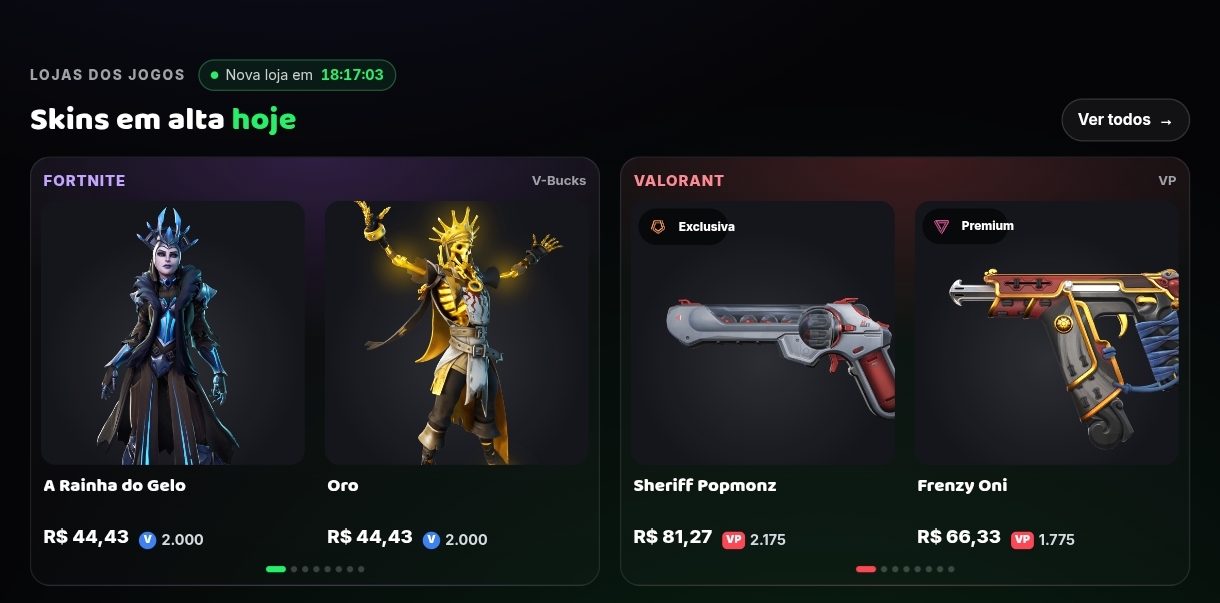 LOJAS DOS JOGOS
Nova loja em 18:17:03
Skins em alta hoje
Ver todos →
FORTNITE
V-Bucks
A Rainha do Gelo
R$ 44,43 V 2.000
Oro
R$ 44,43 V 2.000
VALORANT
VP
Exclusiva
Sheriff Popmonz
R$ 81,27 VP 2.175
Premium
Frenzy Oni
R$ 66,33 VP 1.775